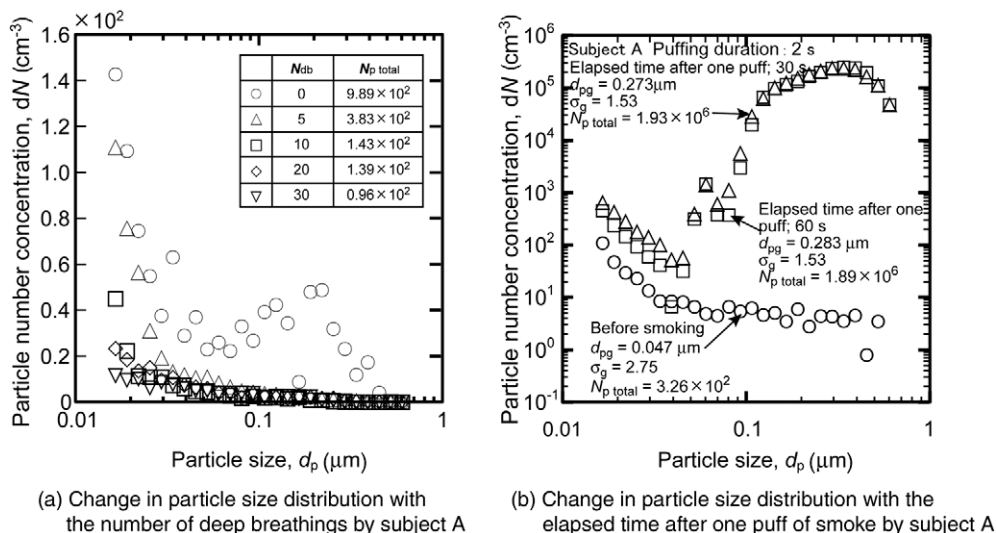 ×10²
1.6
1.4
1.2
1.0
0.8
0.6
0.4
0.2
0
0.01
0.1
1
Particle number concentration, dN (cm⁻³)
Particle size, dₚ (μm)
Ndb Np total
0 9.89×10²
5 3.83×10²
10 1.43×10²
20 1.39×10²
30 0.96×10²
(a) Change in particle size distribution with
the number of deep breathings by subject A
10⁶
10⁵
10⁴
10³
10²
10¹
10⁰
10⁻¹
0.01
0.1
1
Particle number concentration, dN (cm⁻³)
Particle size, dₚ (μm)
Subject A Puffing duration : 2 s
Elapsed time after one puff; 30 s
dpg = 0.273μm
σg = 1.53
Np total = 1.93×10⁶
Elapsed time after one
puff; 60 s
dpg = 0.283 μm
σg = 1.53
Np total = 1.89×10⁶
Before smoking
dpg = 0.047 μm
σg = 2.75
Np total = 3.26×10²
(b) Change in particle size distribution with the
elapsed time after one puff of smoke by subject A